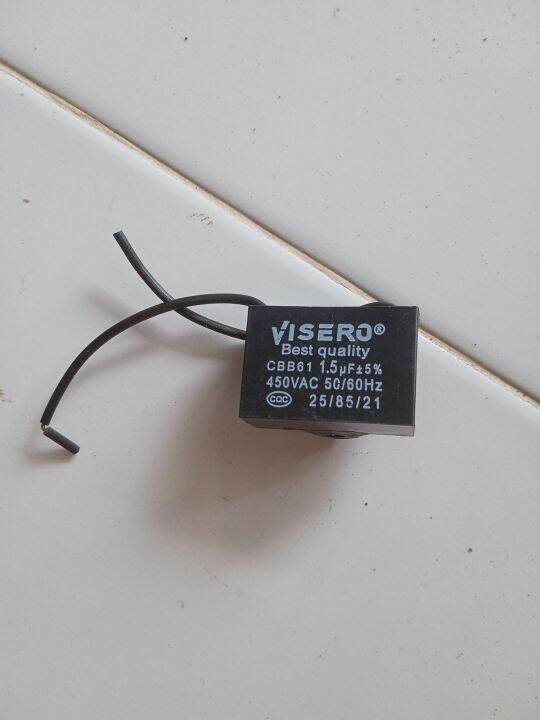 VISERO®
Best quality
CBB61 1.5µF±5%
450VAC 50/60Hz
CQC 25/85/21